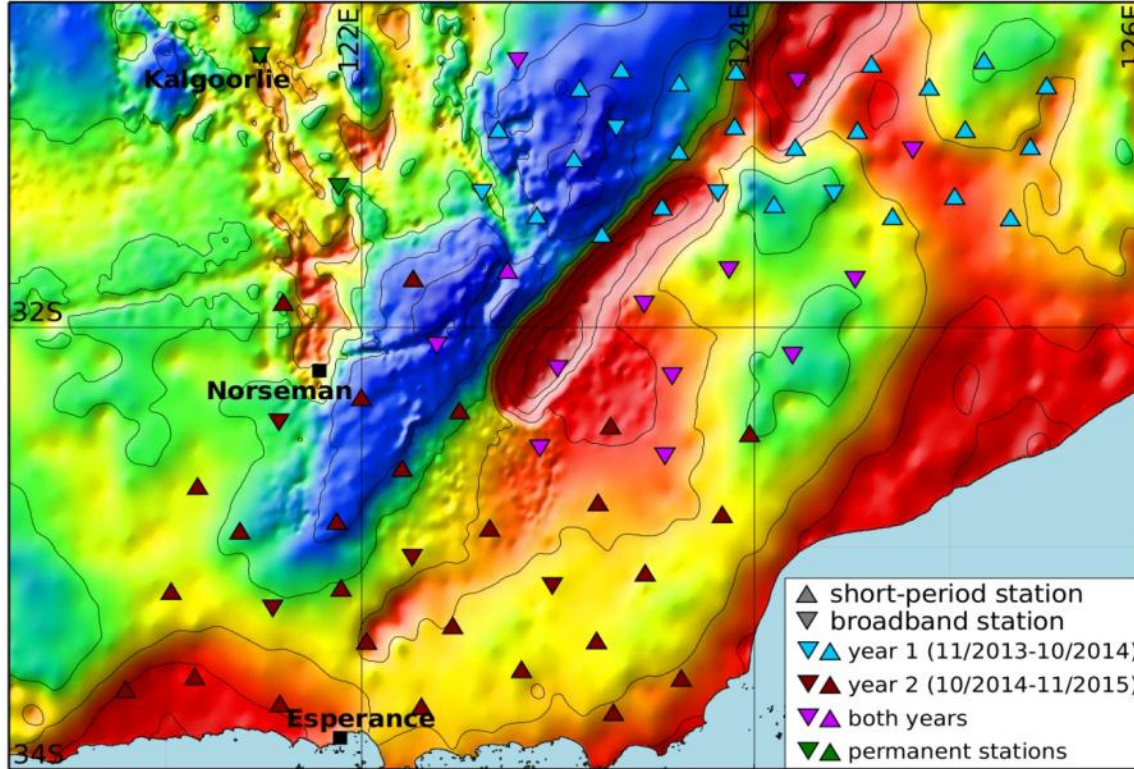 122E
124E
126E
Kalgoorlie
32S
Norseman
Esperance
34S
short-period station
broadband station
year 1 (11/2013-10/2014)
year 2 (10/2014-11/2015)
both years
permanent stations